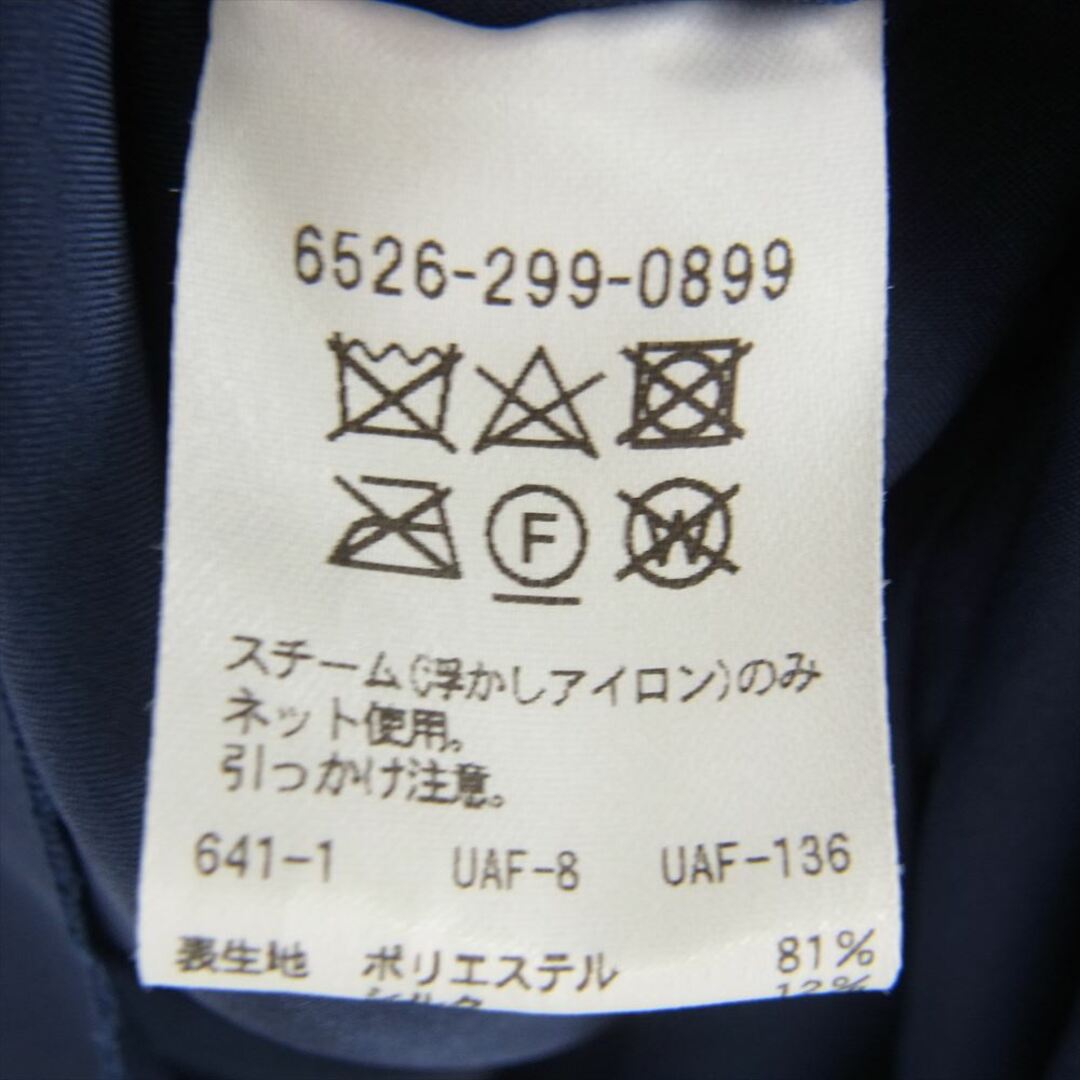 6526-299-0899
F
W
スチーム(浮かしアイロン)のみ
ネット使用。
引っかけ注意。
641-1 UAF-8 UAF-136
表生地 ポリエステル 81%